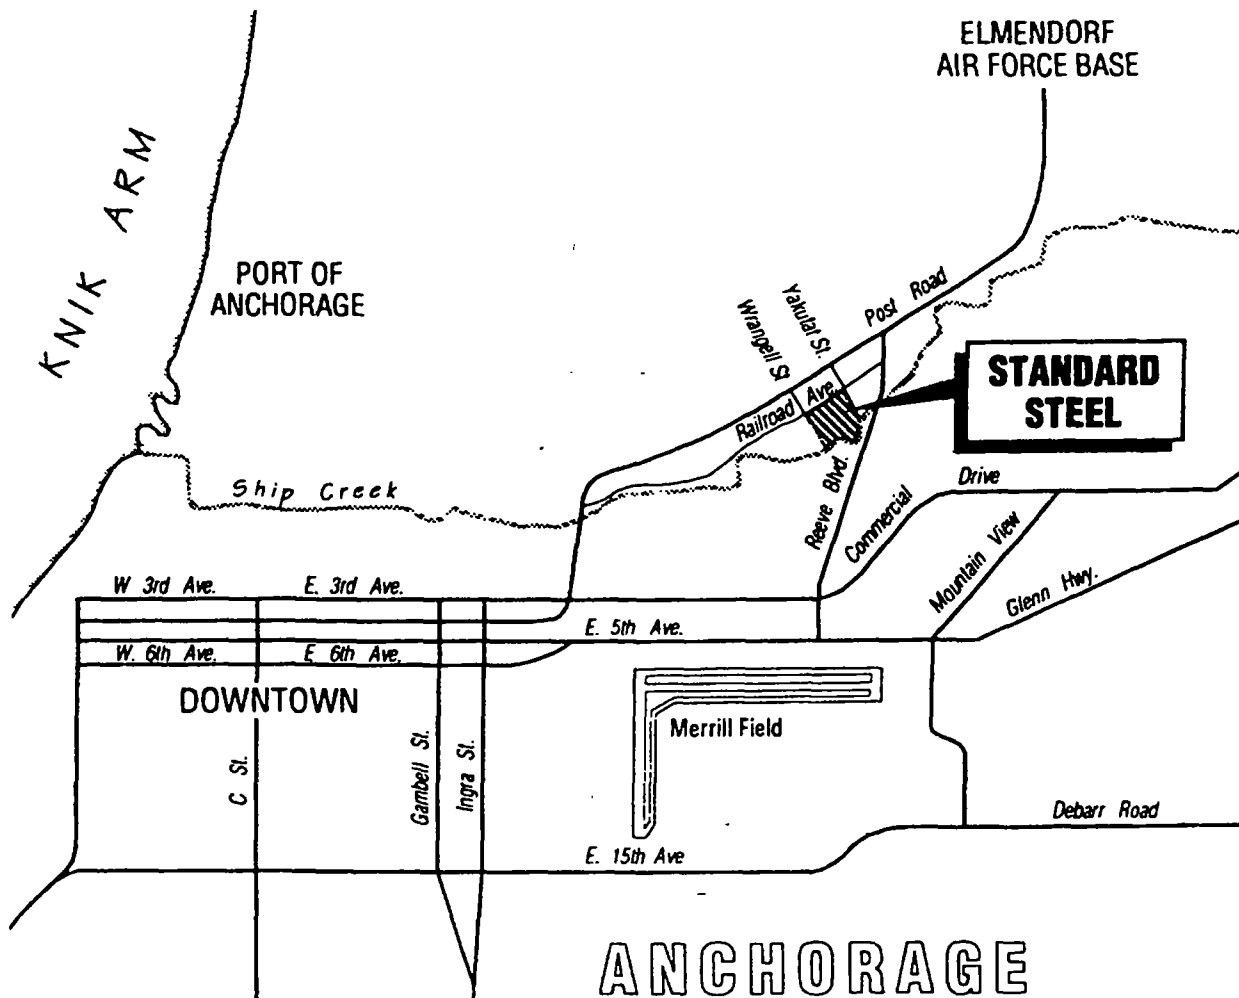 ELMENDORF
AIR FORCE BASE
KNIK ARM
PORT OF
ANCHORAGE
Post Road
Yakutat St.
Wrangell St
Railroad Ave
STANDARD
STEEL
Ship Creek
Reeve Blvd.
Commercial Drive
Mountain View
Glenn Hwy.
W 3rd Ave.
E. 3rd Ave.
E. 5th Ave.
W. 6th Ave.
E 6th Ave.
DOWNTOWN
Merrill Field
C St.
Gambell St.
Ingra St.
Debarr Road
E. 15th Ave
ANCHORAGE